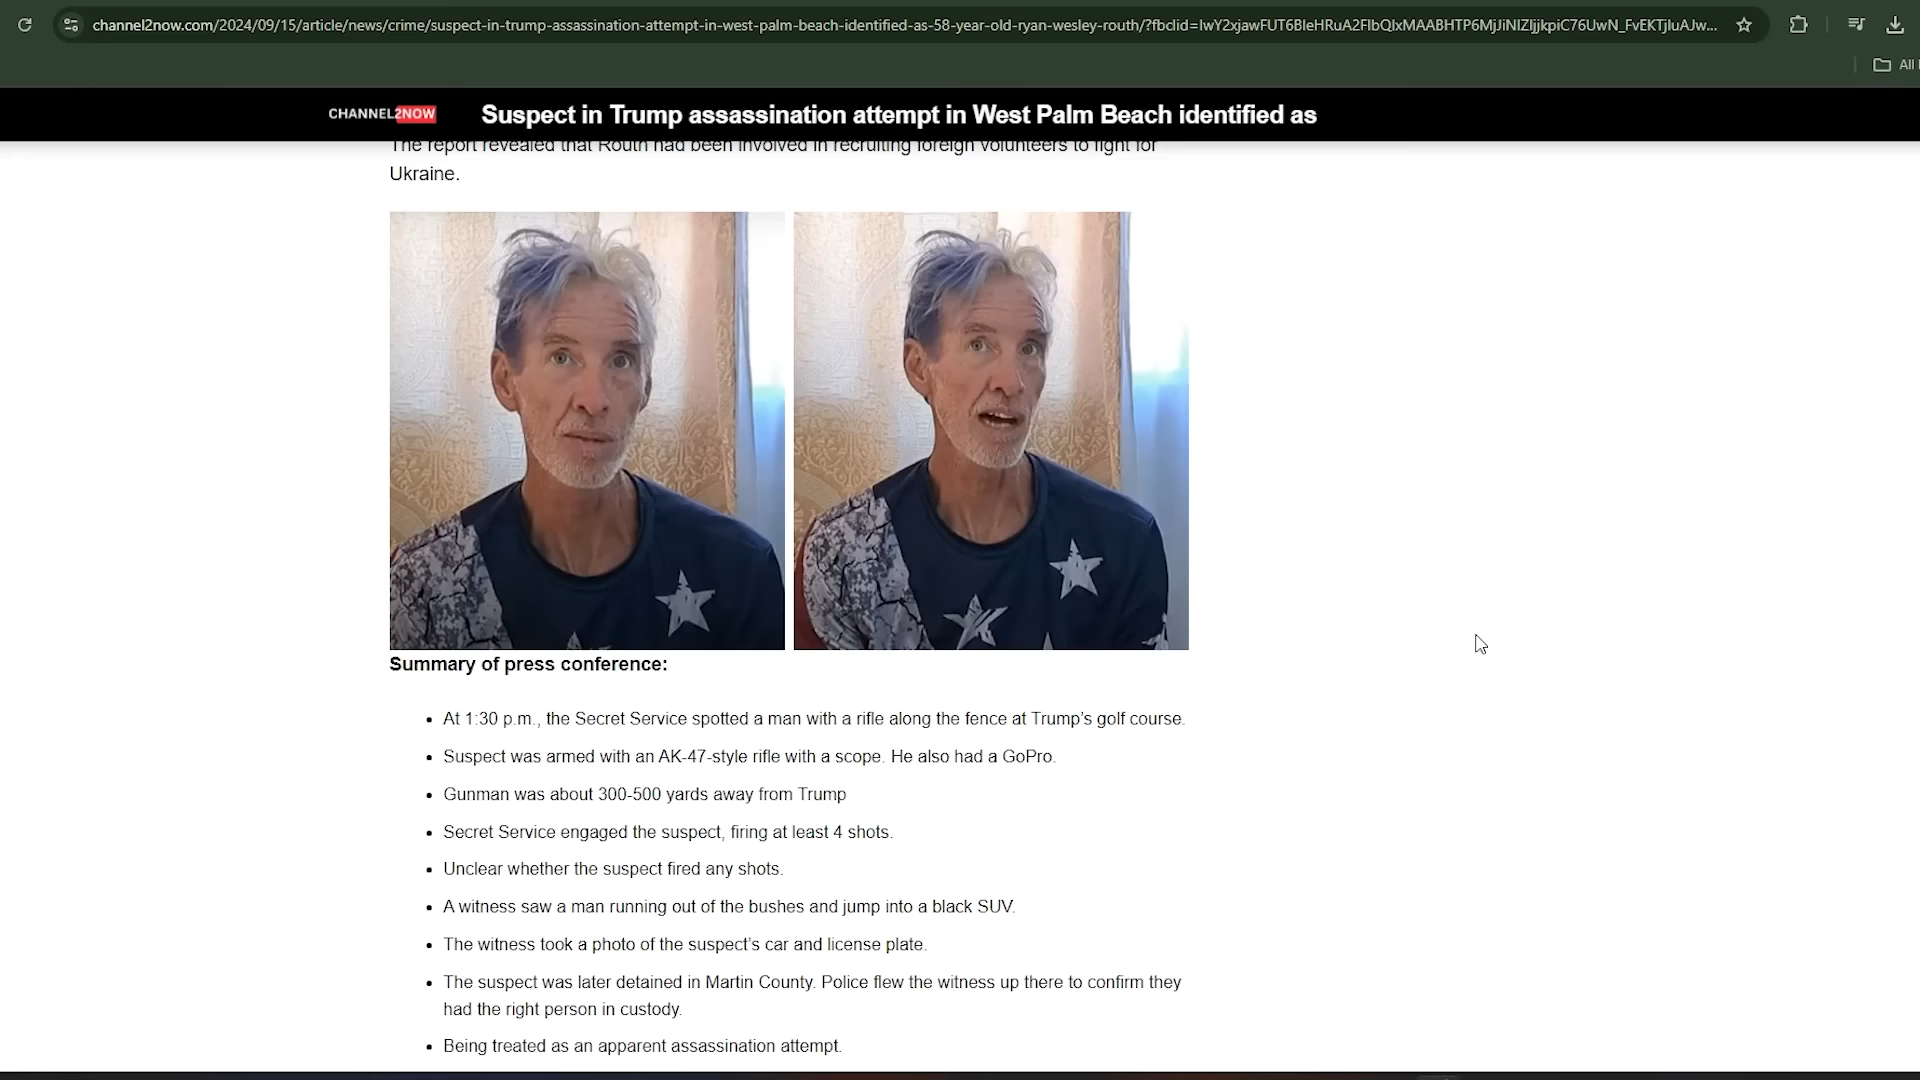 channel2now.com/2024/09/15/article/news/crime/suspect-in-trump-assassination-attempt-in-west-palm-beach-identified-as-58-year-old-ryan-wesley-routh/?fbclid=IwY2xjawFUT6BleHRuA2FlbQIxMAABHTP6MjJiNIZljjkpiC76UwN_FvEKTjIuAJw...
All
CHANNEL2NOW Suspect in Trump assassination attempt in West Palm Beach identified as
The report revealed that Routh had been involved in recruiting foreign volunteers to fight for
Ukraine.
Summary of press conference:
• At 1:30 p.m., the Secret Service spotted a man with a rifle along the fence at Trump’s golf course.
• Suspect was armed with an AK-47-style rifle with a scope. He also had a GoPro.
• Gunman was about 300-500 yards away from Trump
• Secret Service engaged the suspect, firing at least 4 shots.
• Unclear whether the suspect fired any shots.
• A witness saw a man running out of the bushes and jump into a black SUV.
• The witness took a photo of the suspect’s car and license plate.
• The suspect was later detained in Martin County. Police flew the witness up there to confirm they
had the right person in custody.
• Being treated as an apparent assassination attempt.